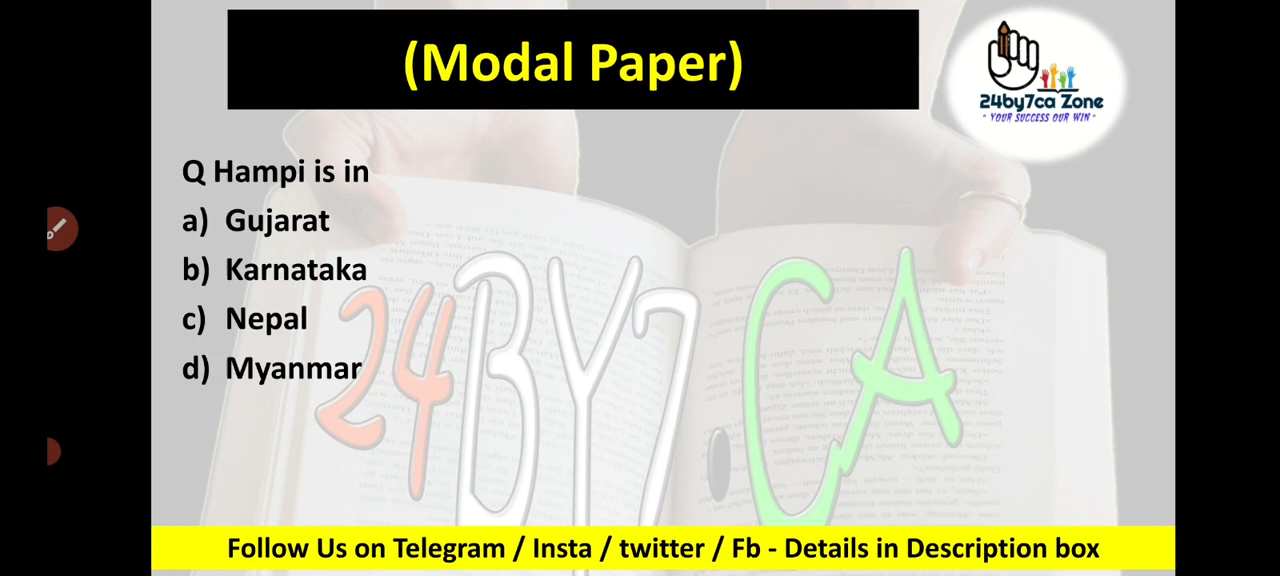 (Modal Paper)
24by7ca Zone
"YOUR SUCCESS OUR WIN"
Q Hampi is in
a) Gujarat
b) Karnataka
c) Nepal
d) Myanmar
24BY7.CA
Follow Us on Telegram / Insta / twitter / Fb - Details in Description box